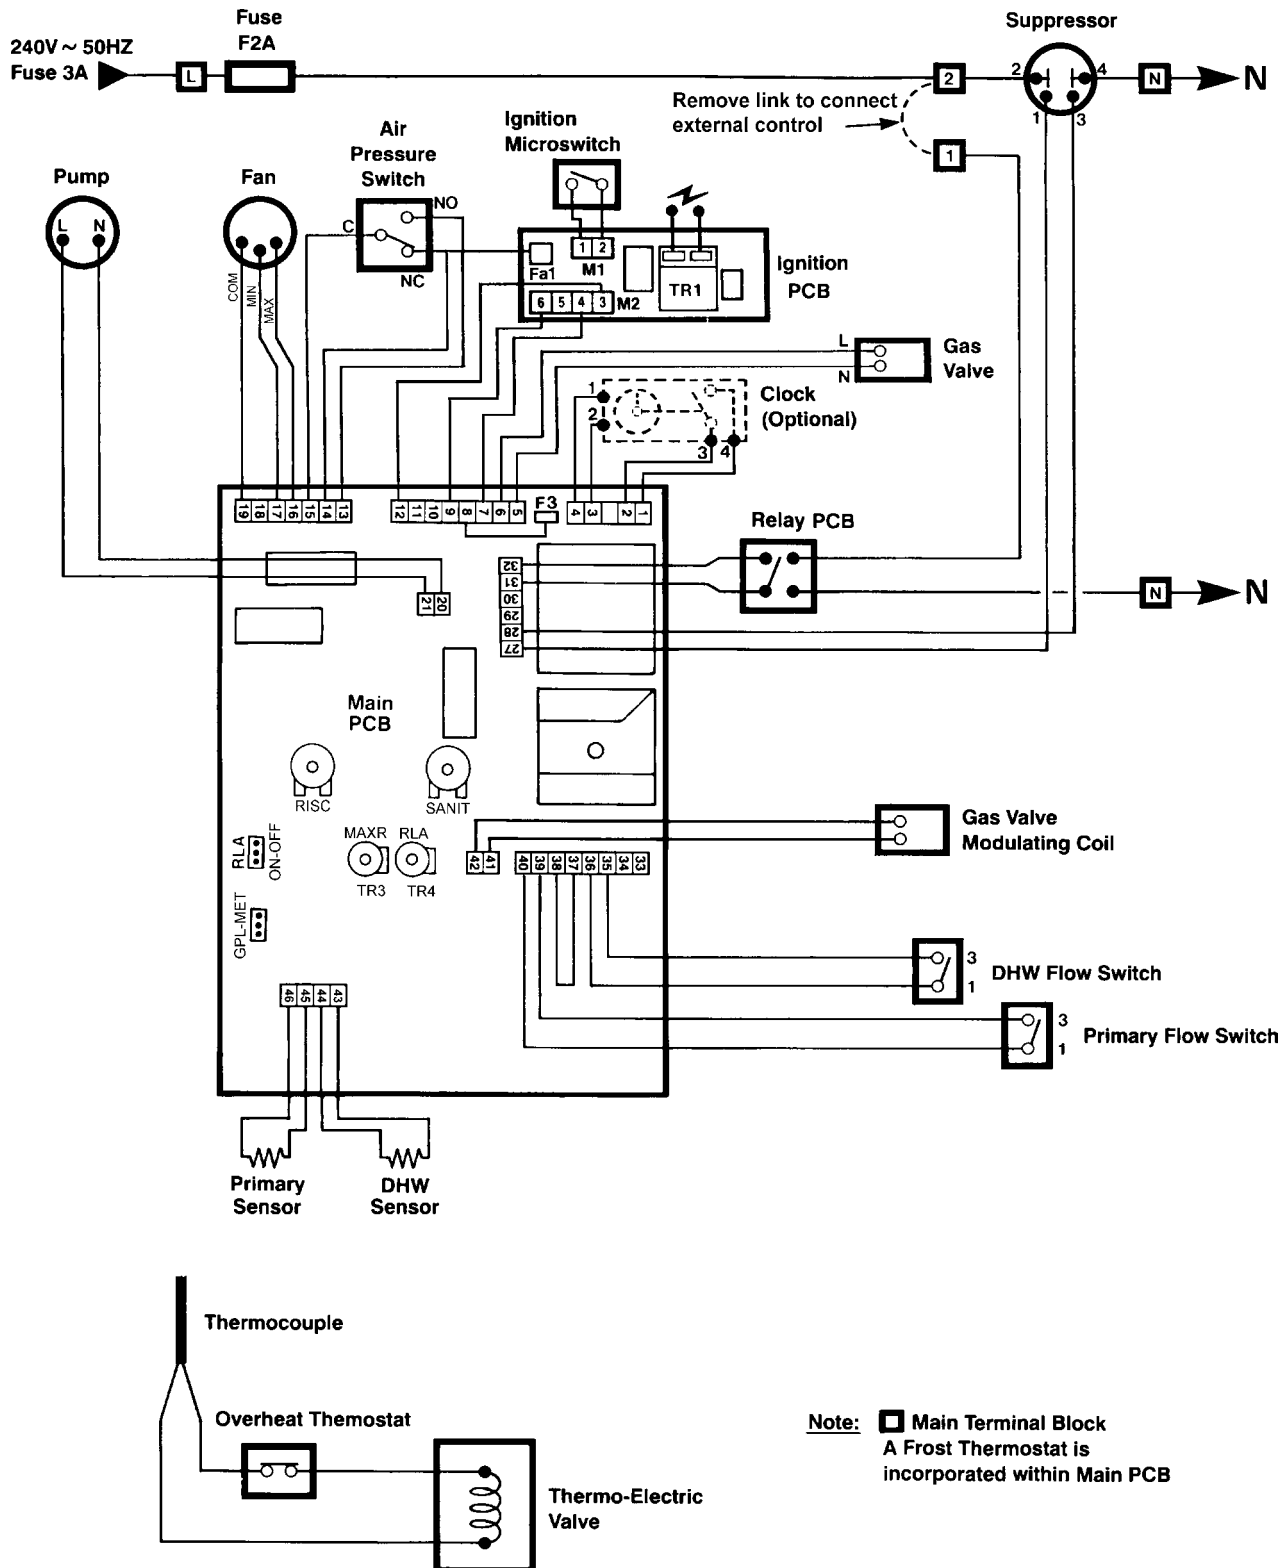 Fuse
F2A
Suppressor
240V ~ 50HZ
Fuse 3A
L
2
2
4
N
N
1
3
Remove link to connect
external control
1
Ignition
Microswitch
Air
Pressure
Switch
Pump
Fan
L
N
C
NO
NC
COM
MIN
MAX
1 2
Fa1
M1
6 5 4 3
M2
TR1
Ignition
PCB
L
N
Gas
Valve
1
2
3
4
Clock
(Optional)
19 18 17 16 15 14 13
12 11 10 9 8 7 6 5
F3
4 3 2 1
Relay PCB
32
31
30
29
28
27
21 20
N
N
Main
PCB
RISC
SANIT
MAXR
RLA
TR3
TR4
RLA
ON-OFF
GPL-MET
42 41
40 39 38 37 36 35 34 33
Gas Valve
Modulating Coil
3
1
DHW Flow Switch
3
1
Primary Flow Switch
46 45 44 43
Primary
Sensor
DHW
Sensor
Thermocouple
Overheat Themostat
Thermo-Electric
Valve
Note: Main Terminal Block
A Frost Thermostat is
incorporated within Main PCB